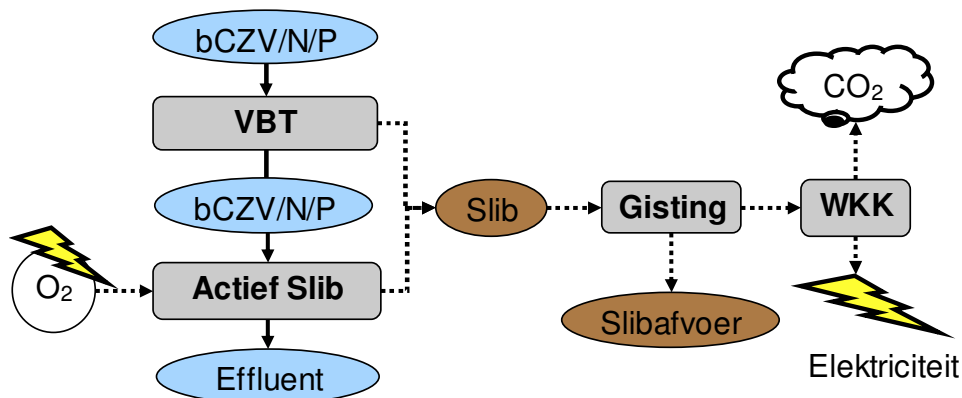 bCZV/N/P
VBT
bCZV/N/P
O₂
Actief Slib
Effluent
Slib
Gisting
Slibafvoer
WKK
CO₂
Elektriciteit